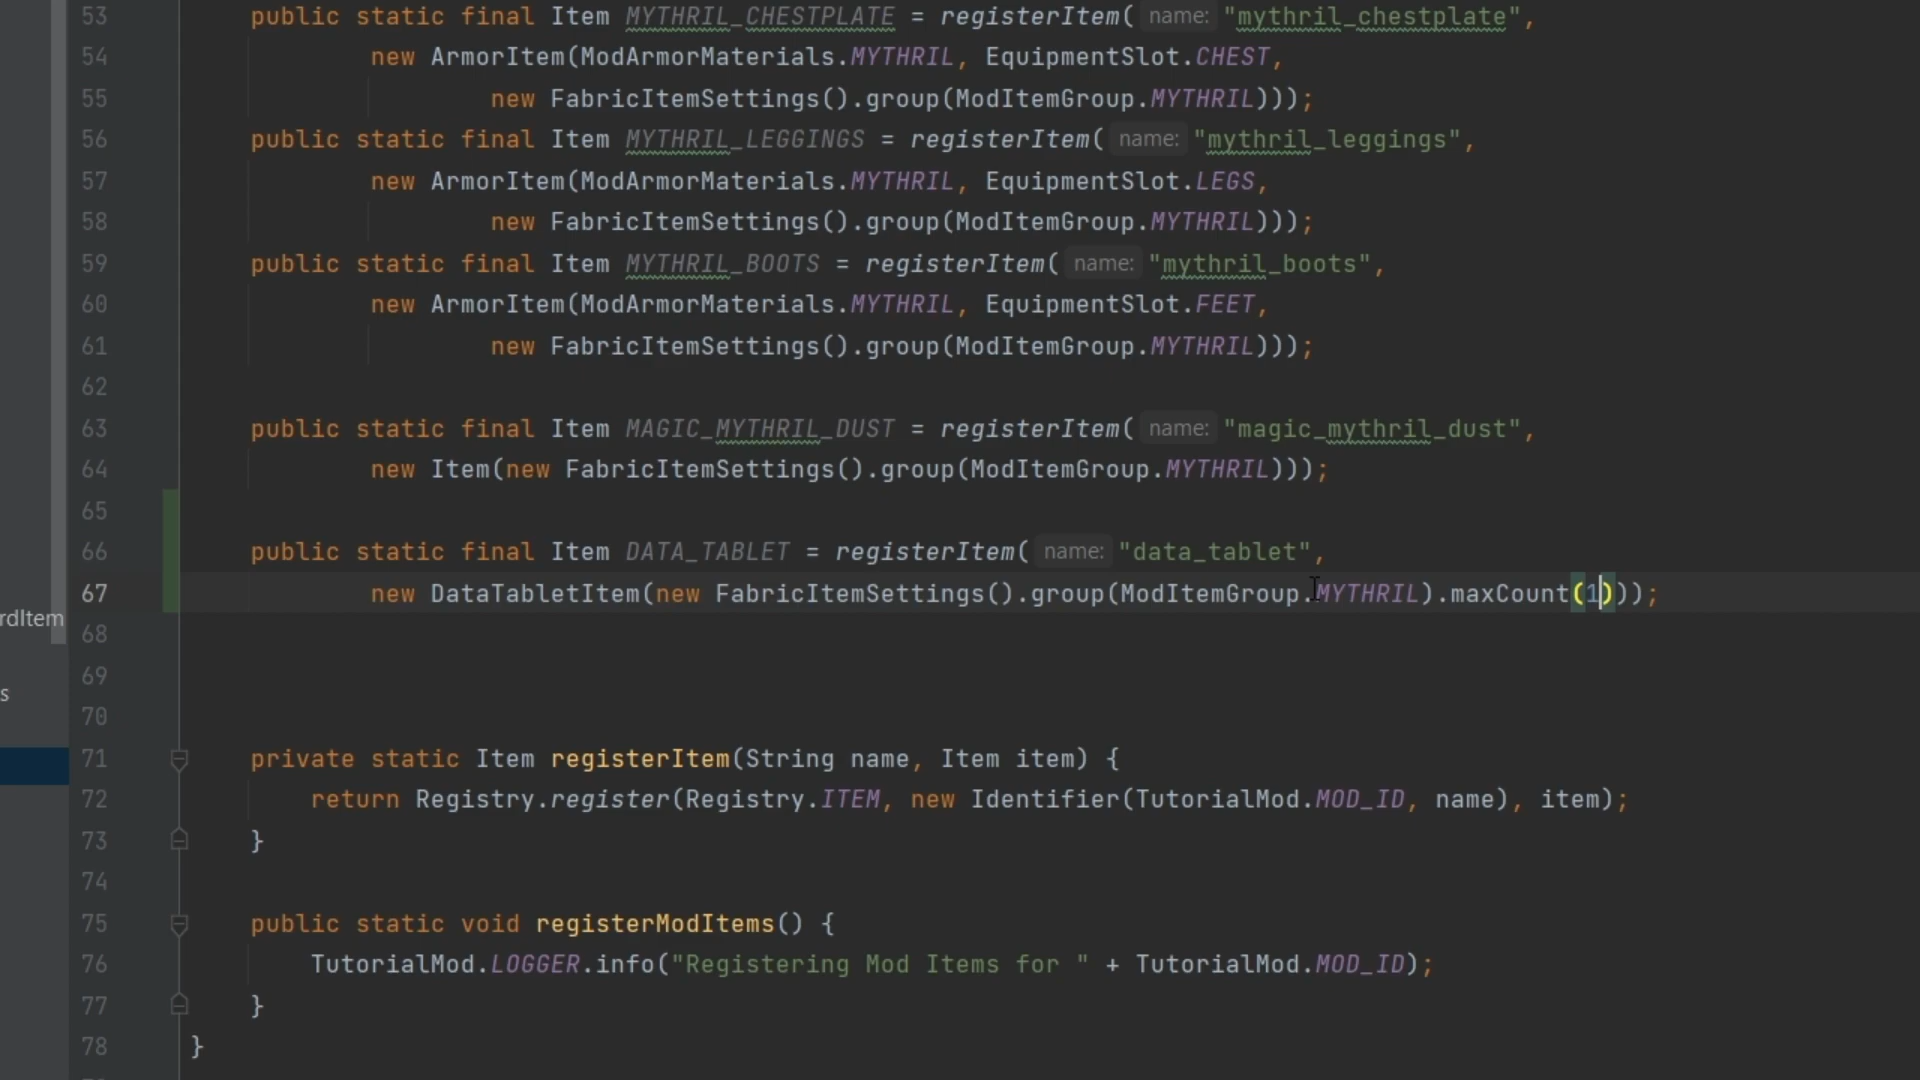 53 public static final Item MYTHRIL_CHESTPLATE = registerItem( name: "mythril_chestplate",
54 new ArmorItem(ModArmorMaterials.MYTHRIL, EquipmentSlot.CHEST,
55 new FabricItemSettings().group(ModItemGroup.MYTHRIL)));
56 public static final Item MYTHRIL_LEGGINGS = registerItem( name: "mythril_leggings",
57 new ArmorItem(ModArmorMaterials.MYTHRIL, EquipmentSlot.LEGS,
58 new FabricItemSettings().group(ModItemGroup.MYTHRIL)));
59 public static final Item MYTHRIL_BOOTS = registerItem( name: "mythril_boots",
60 new ArmorItem(ModArmorMaterials.MYTHRIL, EquipmentSlot.FEET,
61 new FabricItemSettings().group(ModItemGroup.MYTHRIL)));
62
63 public static final Item MAGIC_MYTHRIL_DUST = registerItem( name: "magic_mythril_dust",
64 new Item(new FabricItemSettings().group(ModItemGroup.MYTHRIL)));
65
66 public static final Item DATA_TABLET = registerItem( name: "data_tablet",
67 new DataTabletItem(new FabricItemSettings().group(ModItemGroup.MYTHRIL).maxCount(1)));
rdItem
68
69
s
70
71 private static Item registerItem(String name, Item item) {
72 return Registry.register(Registry.ITEM, new Identifier(TutorialMod.MOD_ID, name), item);
73 }
74
75 public static void registerModItems() {
76 TutorialMod.LOGGER.info("Registering Mod Items for " + TutorialMod.MOD_ID);
77 }
78 }